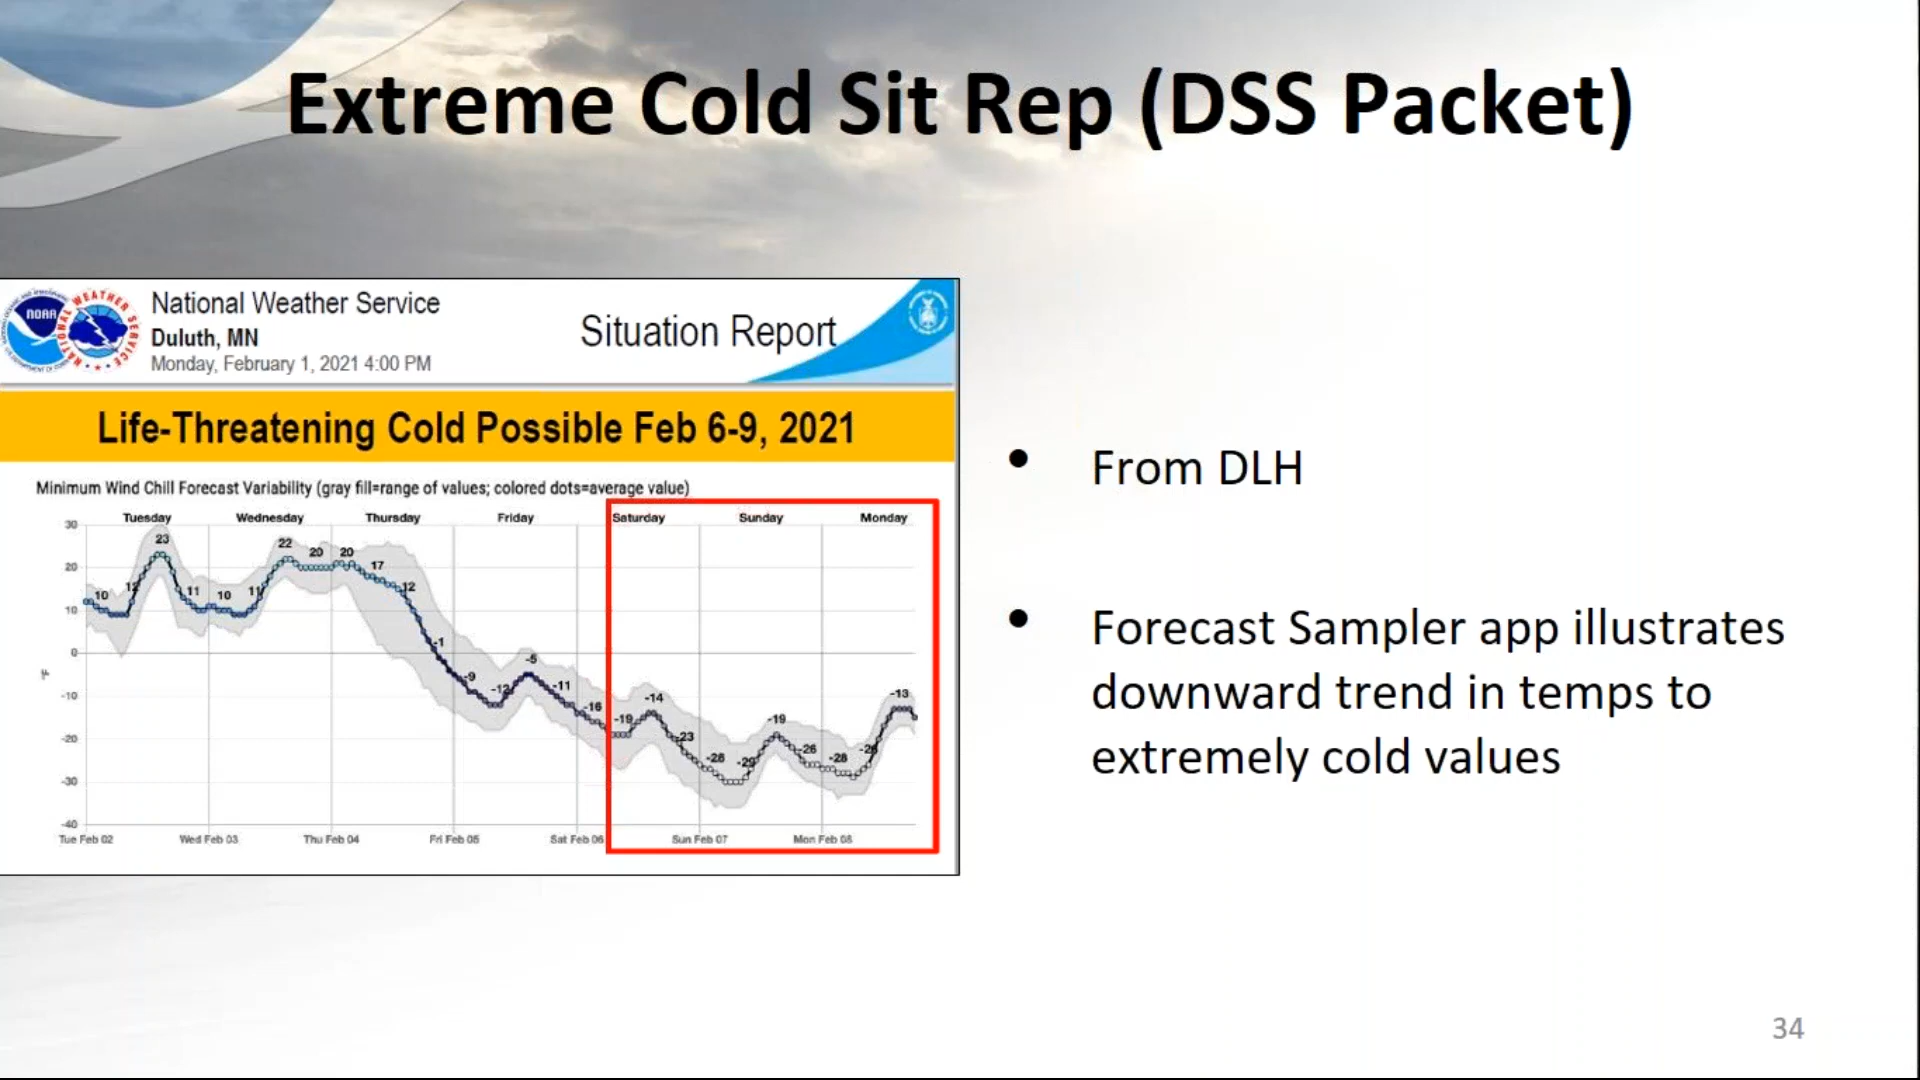 Extreme Cold Sit Rep (DSS Packet)
NOAA
NATIONAL WEATHER SERVICE
National Weather Service
Duluth, MN
Monday, February 1, 2021 4:00 PM
Situation Report
Life-Threatening Cold Possible Feb 6-9, 2021
Minimum Wind Chill Forecast Variability (gray fill=range of values; colored dots=average value)
Tuesday Wednesday Thursday Friday Saturday Sunday Monday
30
20
10
0
-10
-20
-30
-40
°F
10 12 23 11 10 11 22 20 20 17 12 -1 -9 -12 -5 -11 -16 -19 -14 -23 -28 -29 -19 -26 -28 -13
Tue Feb 02 Wed Feb 03 Thu Feb 04 Fri Feb 05 Sat Feb 06 Sun Feb 07 Mon Feb 08
• From DLH
• Forecast Sampler app illustrates
downward trend in temps to
extremely cold values
34